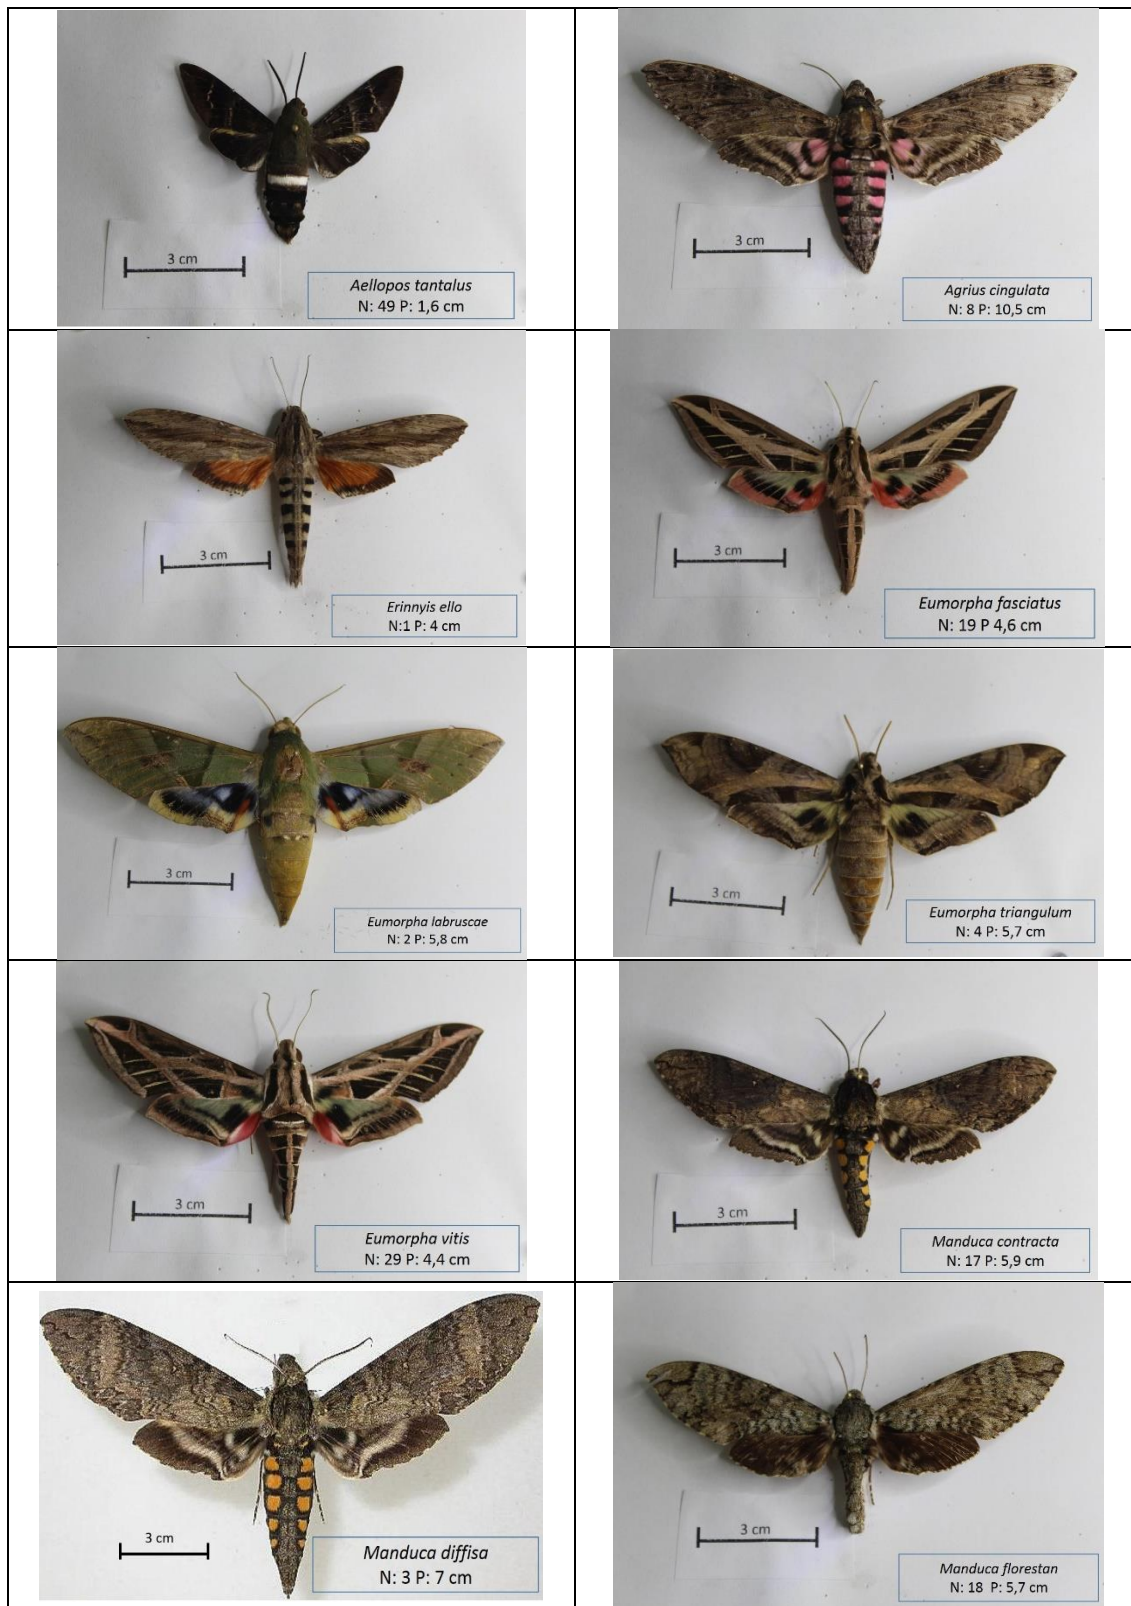 3 cm
Aellopos tantalus
N: 49 P: 1,6 cm
3 cm
Agrius cingulata
N: 8 P: 10,5 cm
3 cm
Erinnyis ello
N:1 P: 4 cm
3 cm
Eumorpha fasciatus
N: 19 P 4,6 cm
3 cm
Eumorpha labruscae
N: 2 P: 5,8 cm
3 cm
Eumorpha triangulum
N: 4 P: 5,7 cm
3 cm
Eumorpha vitis
N: 29 P: 4,4 cm
3 cm
Manduca contracta
N: 17 P: 5,9 cm
3 cm
Manduca diffisa
N: 3 P: 7 cm
3 cm
Manduca florestan
N: 18 P: 5,7 cm